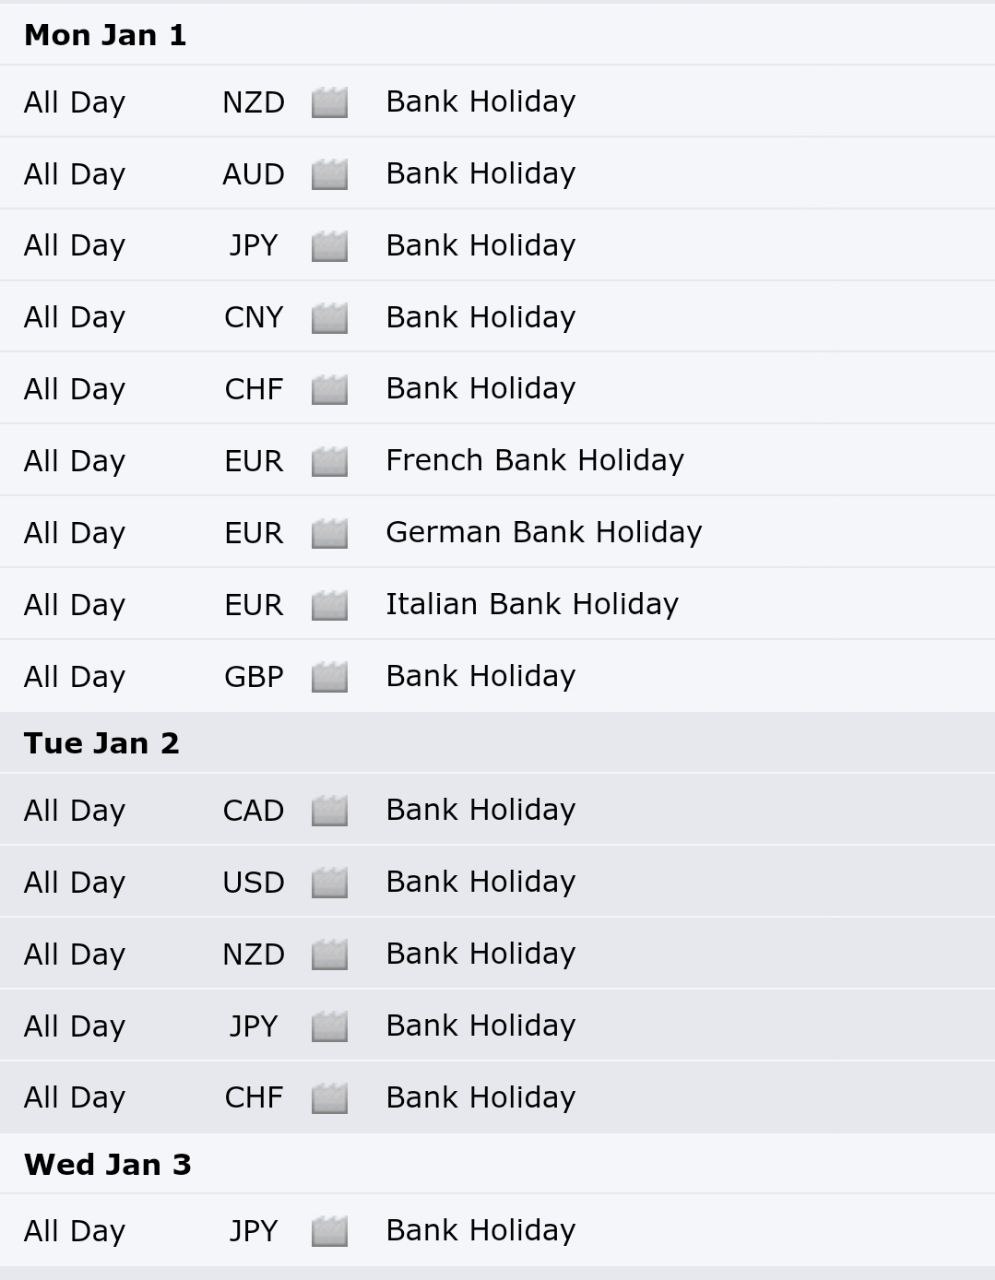 Mon Jan 1
All Day NZD Bank Holiday
All Day AUD Bank Holiday
All Day JPY Bank Holiday
All Day CNY Bank Holiday
All Day CHF Bank Holiday
All Day EUR French Bank Holiday
All Day EUR German Bank Holiday
All Day EUR Italian Bank Holiday
All Day GBP Bank Holiday
Tue Jan 2
All Day CAD Bank Holiday
All Day USD Bank Holiday
All Day NZD Bank Holiday
All Day JPY Bank Holiday
All Day CHF Bank Holiday
Wed Jan 3
All Day JPY Bank Holiday